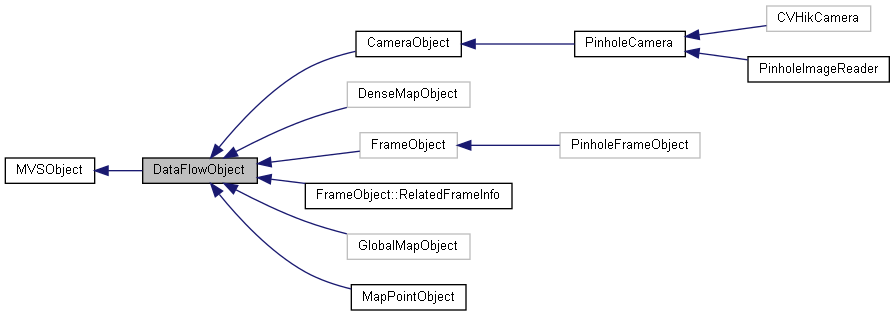 MVSObject
DataFlowObject
CameraObject
PinholeCamera
CVHikCamera
PinholeImageReader
DenseMapObject
FrameObject
PinholeFrameObject
FrameObject::RelatedFrameInfo
GlobalMapObject
MapPointObject